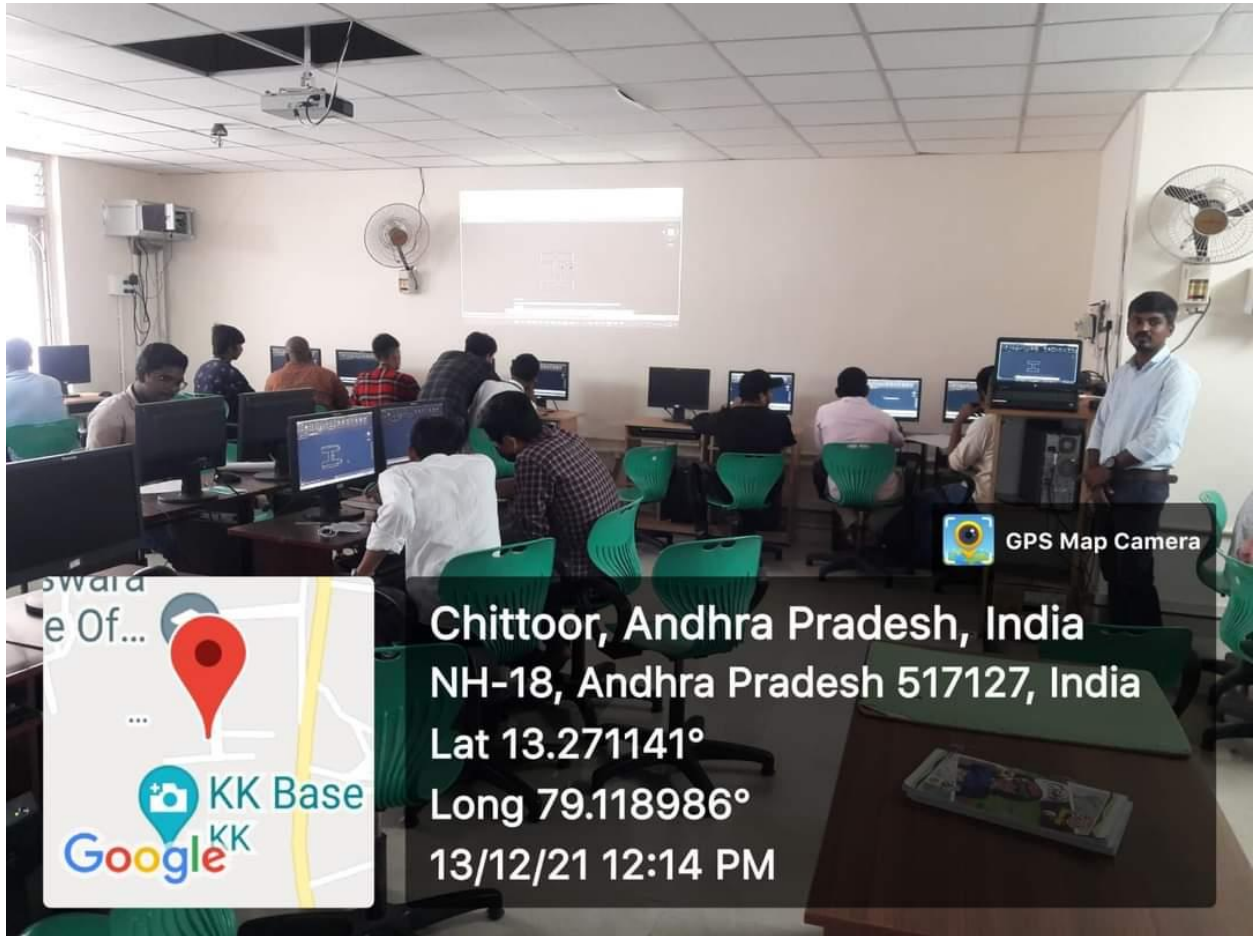 GPS Map Camera
swara
e Of...
...
KK Base
KK
Google
Chittoor, Andhra Pradesh, India
NH-18, Andhra Pradesh 517127, India
Lat 13.271141°
Long 79.118986°
13/12/21 12:14 PM